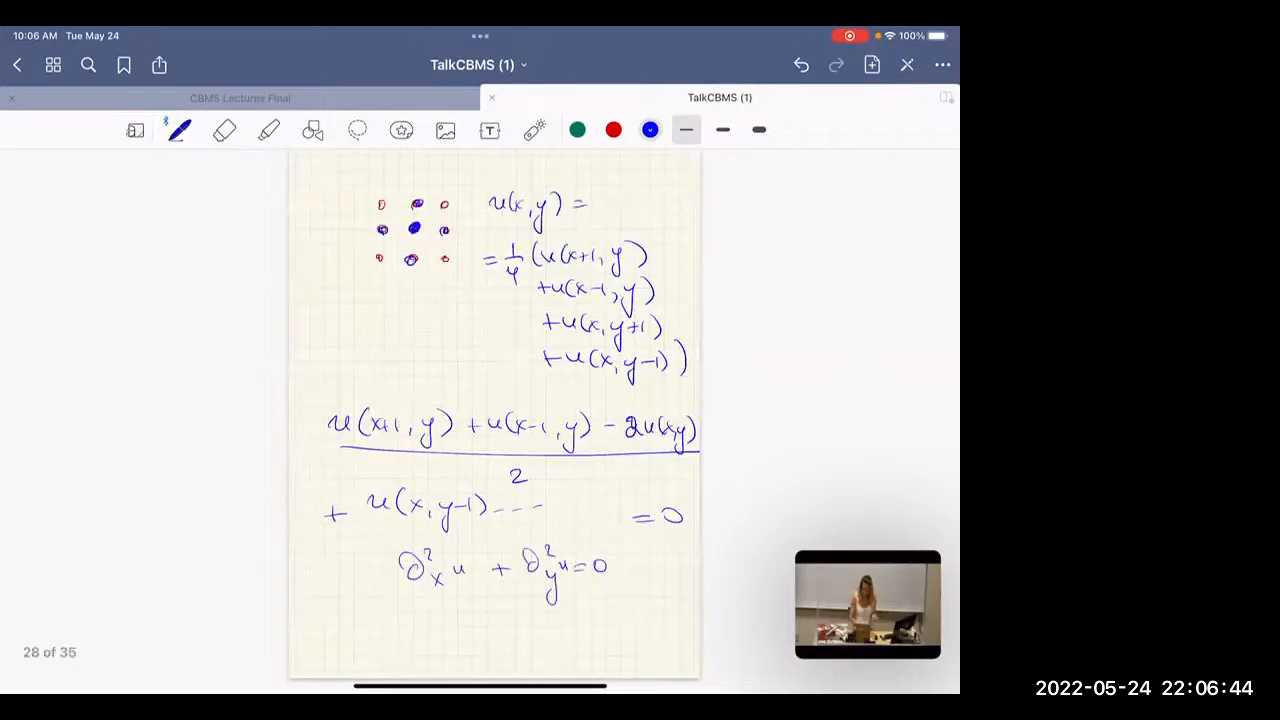 10:06 AM Tue May 24
100%
TalkCBMS (1)
CBMS Lectures Final
TalkCBMS (1)
u(x,y) =
= 1/4 (u(x+1, y)
+u(x-1, y)
+u(x, y+1)
+u(x, y-1))
u(x+1, y) + u(x-1, y) - 2u(x,y)
2
+ u(x, y-1) --- = 0
∂²ₓu + ∂²ᵧu = 0
28 of 35
2022-05-24 22:06:44